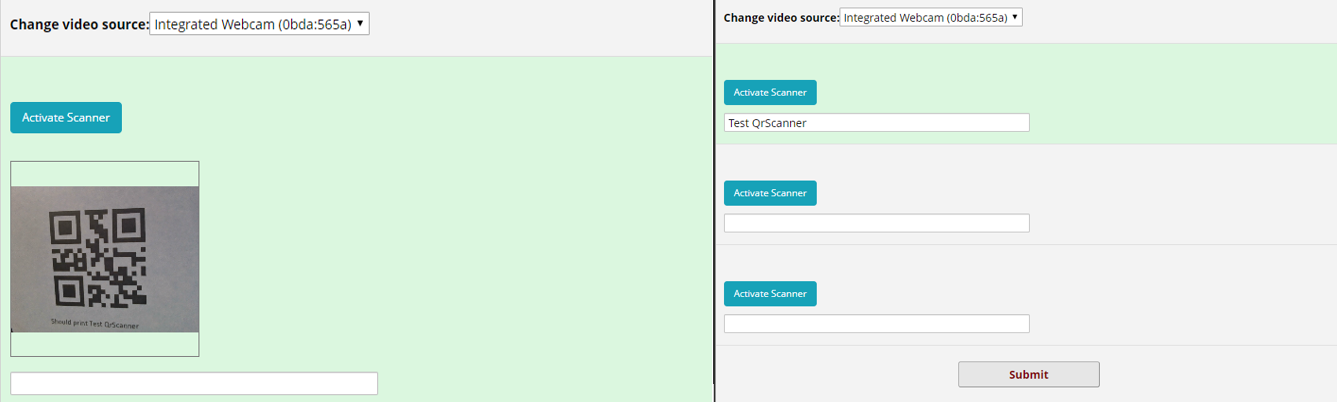 Change video source: Integrated Webcam (0bda:565a)
Activate Scanner
Should print Test QrScanner
Change video source: Integrated Webcam (0bda:565a)
Activate Scanner
Test QrScanner
Activate Scanner
Activate Scanner
Submit